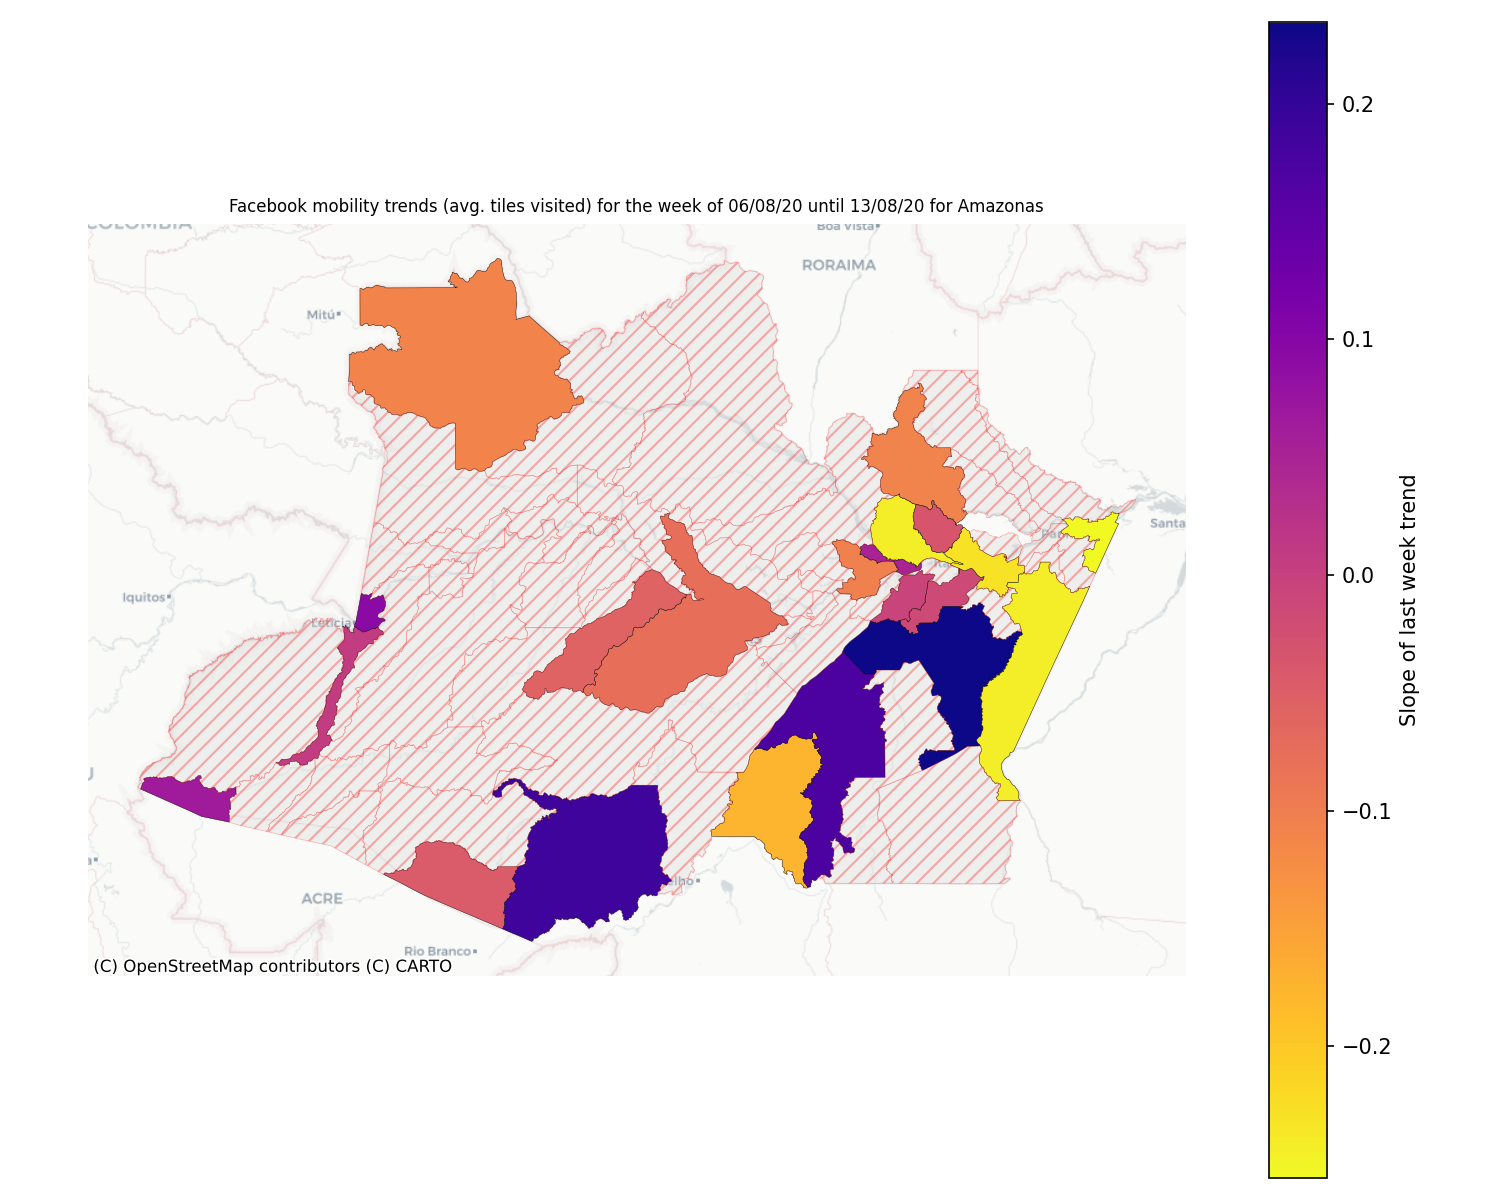 Facebook mobility trends (avg. tiles visited) for the week of 06/08/20 until 13/08/20 for Amazonas
COLOMBIA
Boa Vista
RORAIMA
Mitú
Iquitos
Leticia
Santa
ACRE
Rio Branco
elho
(C) OpenStreetMap contributors (C) CARTO
0.2
0.1
0.0
−0.1
−0.2
Slope of last week trend